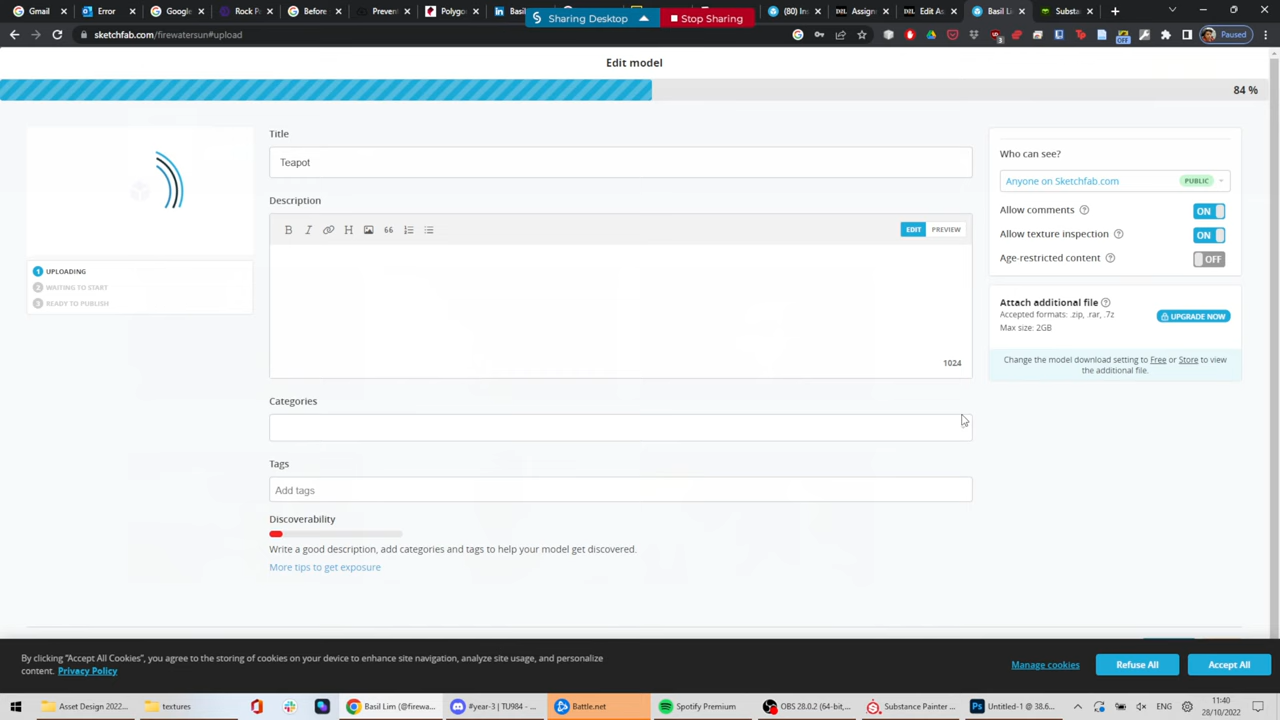 Gmail
Error
Google
Rock P
Before
Preven
Polygo
Basil
Sharing Desktop
Stop Sharing
[D] Ins
Assign
Edit As
Basil Li
Substa
sketchfab.com/firewatersun#upload
Paused
Edit model
84 %
UPLOADING
WAITING TO START
READY TO PUBLISH
Title
Teapot
Description
EDIT
PREVIEW
1024
Categories
Tags
Add tags
Discoverability
Write a good description, add categories and tags to help your model get discovered.
More tips to get exposure
Who can see?
Anyone on Sketchfab.com PUBLIC
Allow comments ON
Allow texture inspection ON
Age-restricted content OFF
Attach additional file
Accepted formats: .zip, .rar, .7z
Max size: 2GB
UPGRADE NOW
Change the model download setting to Free or Store to view
the additional file.
By clicking "Accept All Cookies", you agree to the storing of cookies on your device to enhance site navigation, analyze site usage, and personalize
content. Privacy Policy
Manage cookies
Refuse All
Accept All
Asset Design 2022...
textures
Basil Lim (@firewa...
#year-3 | TU984 - ...
Battle.net
Spotify Premium
OBS 28.0.2 (64-bit,...
Substance Painter ...
Untitled-1 @ 38.6...
11:40
28/10/2022